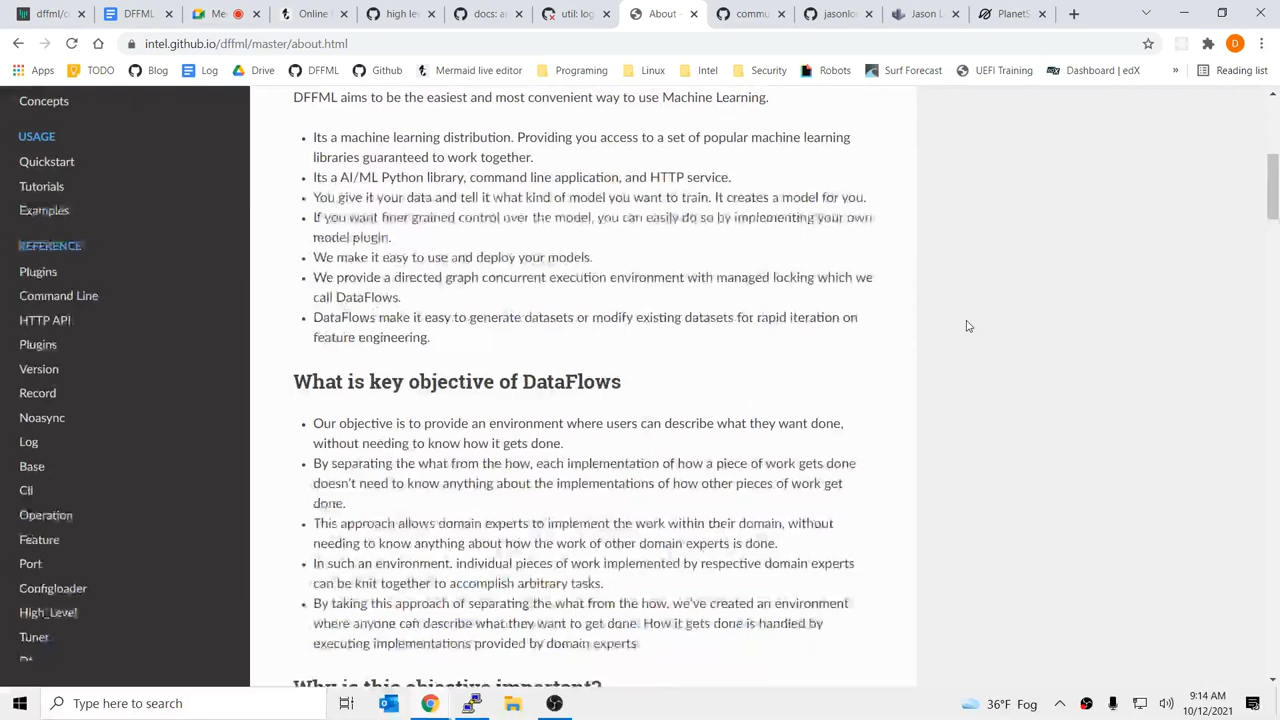 dffml/
DFFM
Me
Online
high le
docs: a
util: log
About -
commu
jasonlo
Jason L
PlanetS
intel.github.io/dffml/master/about.html
D
Apps
TODO
Blog
Log
Drive
DFFML
Github
Mermaid live editor
Programing
Linux
Intel
Security
Robots
Surf Forecast
UEFI Training
Dashboard | edX
»
Reading list
Concepts
USAGE
Quickstart
Tutorials
Examples
REFERENCE
Plugins
Command Line
HTTP API
Plugins
Version
Record
Noasync
Log
Base
Cli
Operation
Feature
Port
Configloader
High_Level
Tuner
DFFML aims to be the easiest and most convenient way to use Machine Learning.
• Its a machine learning distribution. Providing you access to a set of popular machine learning
libraries guaranteed to work together.
• Its a AI/ML Python library, command line application, and HTTP service.
• You give it your data and tell it what kind of model you want to train. It creates a model for you.
• If you want finer grained control over the model, you can easily do so by implementing your own
model plugin.
• We make it easy to use and deploy your models.
• We provide a directed graph concurrent execution environment with managed locking which we
call DataFlows.
• DataFlows make it easy to generate datasets or modify existing datasets for rapid iteration on
feature engineering.
What is key objective of DataFlows
• Our objective is to provide an environment where users can describe what they want done,
without needing to know how it gets done.
• By separating the what from the how, each implementation of how a piece of work gets done
doesn't need to know anything about the implementations of how other pieces of work get
done.
• This approach allows domain experts to implement the work within their domain, without
needing to know anything about how the work of other domain experts is done.
• In such an environment, individual pieces of work implemented by respective domain experts
can be knit together to accomplish arbitrary tasks.
• By taking this approach of separating the what from the how, we've created an environment
where anyone can describe what they want to get done. How it gets done is handled by
executing implementations provided by domain experts
Why is this objective important?
Type here to search
36°F Fog
9:14 AM
10/12/2021